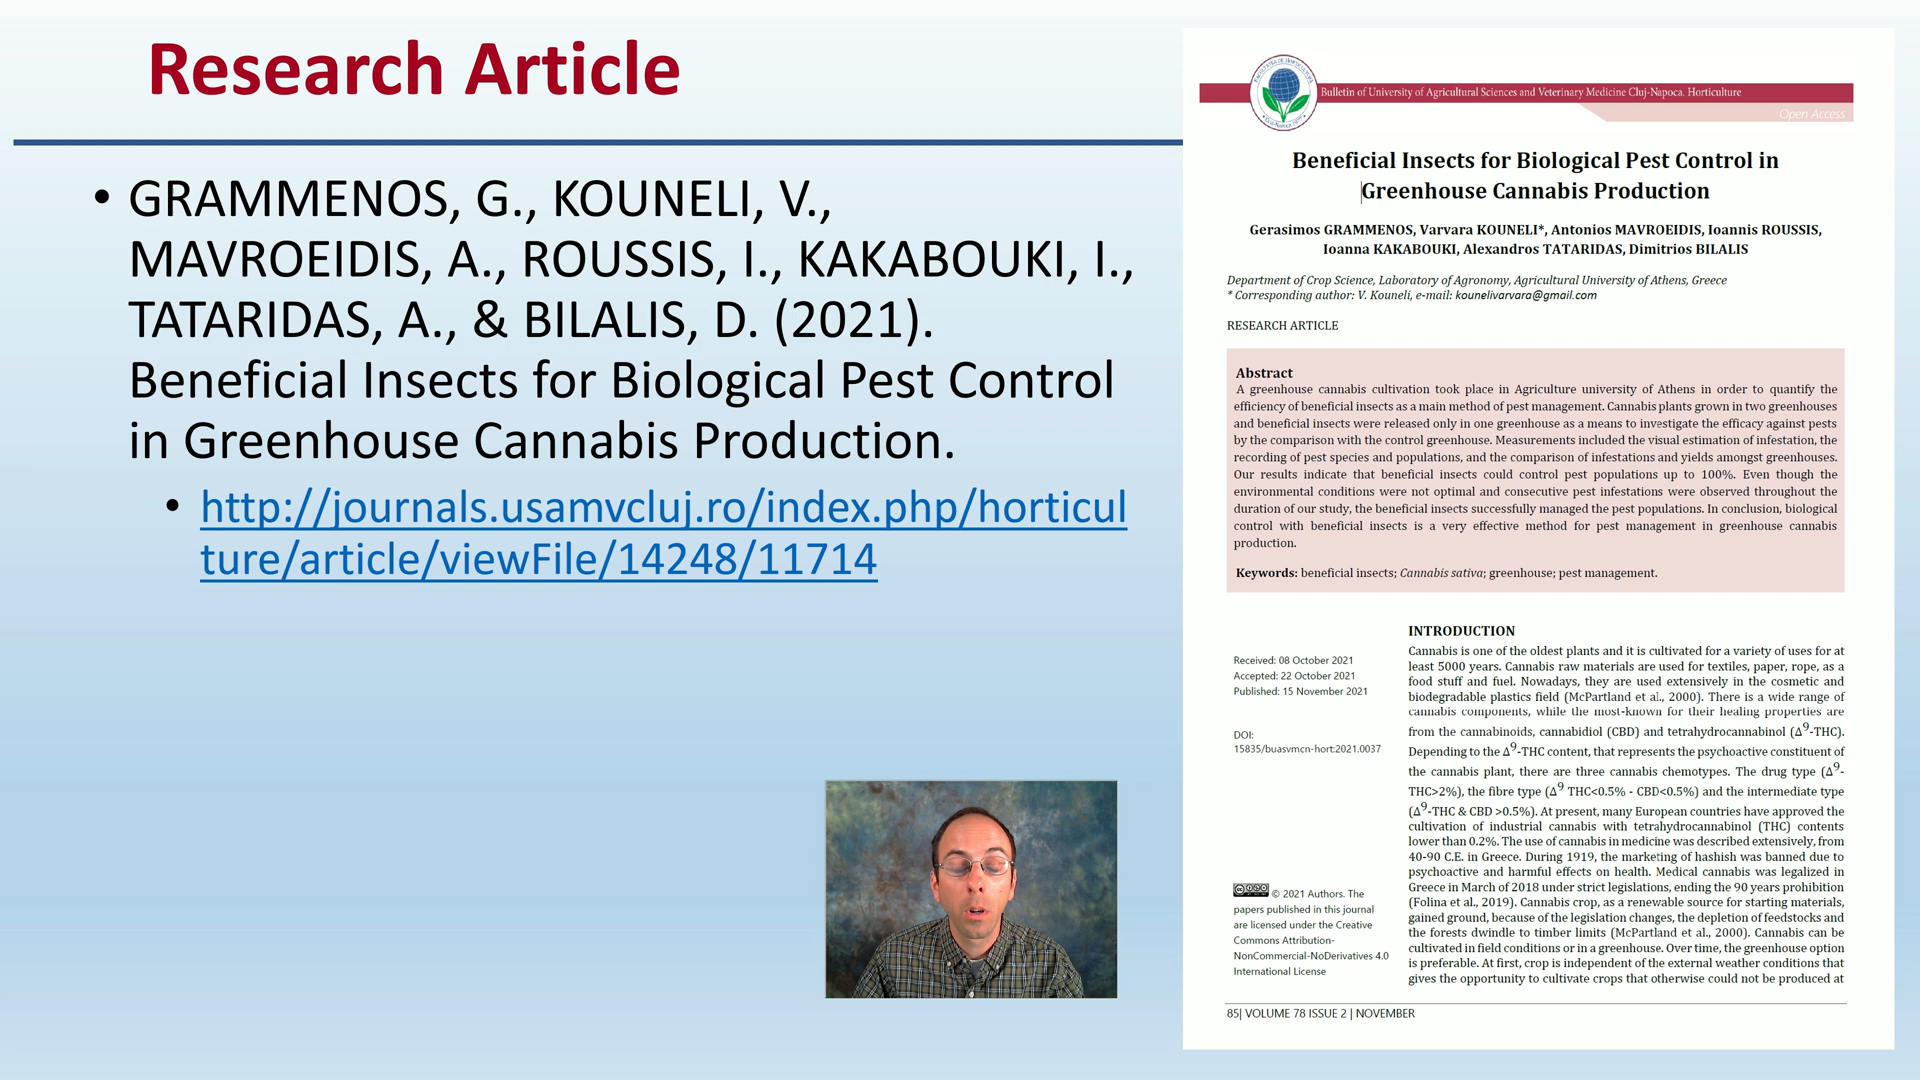 Research Article
• GRAMMENOS, G., KOUNELI, V.,
MAVROEIDIS, A., ROUSSIS, I., KAKABOUKI, I.,
TATARIDAS, A., & BILALIS, D. (2021).
Beneficial Insects for Biological Pest Control
in Greenhouse Cannabis Production.
• http://journals.usamvcluj.ro/index.php/horticul
ture/article/viewFile/14248/11714
Bulletin of University of Agricultural Sciences and Veterinary Medicine Cluj-Napoca. Horticulture
Open Access
Beneficial Insects for Biological Pest Control in
Greenhouse Cannabis Production
Gerasimos GRAMMENOS, Varvara KOUNELI*, Antonios MAVROEIDIS, Ioannis ROUSSIS,
Ioanna KAKABOUKI, Alexandros TATARIDAS, Dimitrios BILALIS
Department of Crop Science, Laboratory of Agronomy, Agricultural University of Athens, Greece
* Corresponding author: V. Kouneli, e-mail: kounelivarvara@gmail.com
RESEARCH ARTICLE
Abstract
A greenhouse cannabis cultivation took place in Agriculture university of Athens in order to quantify the
efficiency of beneficial insects as a main method of pest management. Cannabis plants grown in two greenhouses
and beneficial insects were released only in one greenhouse as a means to investigate the efficacy against pests
by the comparison with the control greenhouse. Measurements included the visual estimation of infestation, the
recording of pest species and populations, and the comparison of infestations and yields amongst greenhouses.
Our results indicate that beneficial insects could control pest populations up to 100%. Even though the
environmental conditions were not optimal and consecutive pest infestations were observed throughout the
duration of our study, the beneficial insects successfully managed the pest populations. In conclusion, biological
control with beneficial insects is a very effective method for pest management in greenhouse cannabis
production.
Keywords: beneficial insects; Cannabis sativa; greenhouse; pest management.
Received: 08 October 2021
Accepted: 22 October 2021
Published: 15 November 2021
DOI:
15835/buasvmcn-hort:2021.0037
© 2021 Authors. The
papers published in this journal
are licensed under the Creative
Commons Attribution-
NonCommercial-NoDerivatives 4.0
International License
INTRODUCTION
Cannabis is one of the oldest plants and it is cultivated for a variety of uses for at
least 5000 years. Cannabis raw materials are used for textiles, paper, rope, as a
food stuff and fuel. Nowadays, they are used extensively in the cosmetic and
biodegradable plastics field (McPartland et al., 2000). There is a wide range of
cannabis components, while the most-known for their healing properties are
from the cannabinoids, cannabidiol (CBD) and tetrahydrocannabinol (Δ9-THC).
Depending to the Δ9-THC content, that represents the psychoactive constituent of
the cannabis plant, there are three cannabis chemotypes. The drug type (Δ9-
THC>2%), the fibre type (Δ9 THC<0.5% - CBD<0.5%) and the intermediate type
(Δ9-THC & CBD >0.5%). At present, many European countries have approved the
cultivation of industrial cannabis with tetrahydrocannabinol (THC) contents
lower than 0.2%. The use of cannabis in medicine was described extensively, from
40-90 C.E. in Greece. During 1919, the marketing of hashish was banned due to
psychoactive and harmful effects on health. Medical cannabis was legalized in
Greece in March of 2018 under strict legislations, ending the 90 years prohibition
(Folina et al., 2019). Cannabis crop, as a renewable source for starting materials,
gained ground, because of the legislation changes, the depletion of feedstocks and
the forests dwindle to timber limits (McPartland et al., 2000). Cannabis can be
cultivated in field conditions or in a greenhouse. Over time, the greenhouse option
is preferable. At first, crop is independent of the external weather conditions that
gives the opportunity to cultivate crops that otherwise could not be produced at
85| VOLUME 78 ISSUE 2 | NOVEMBER